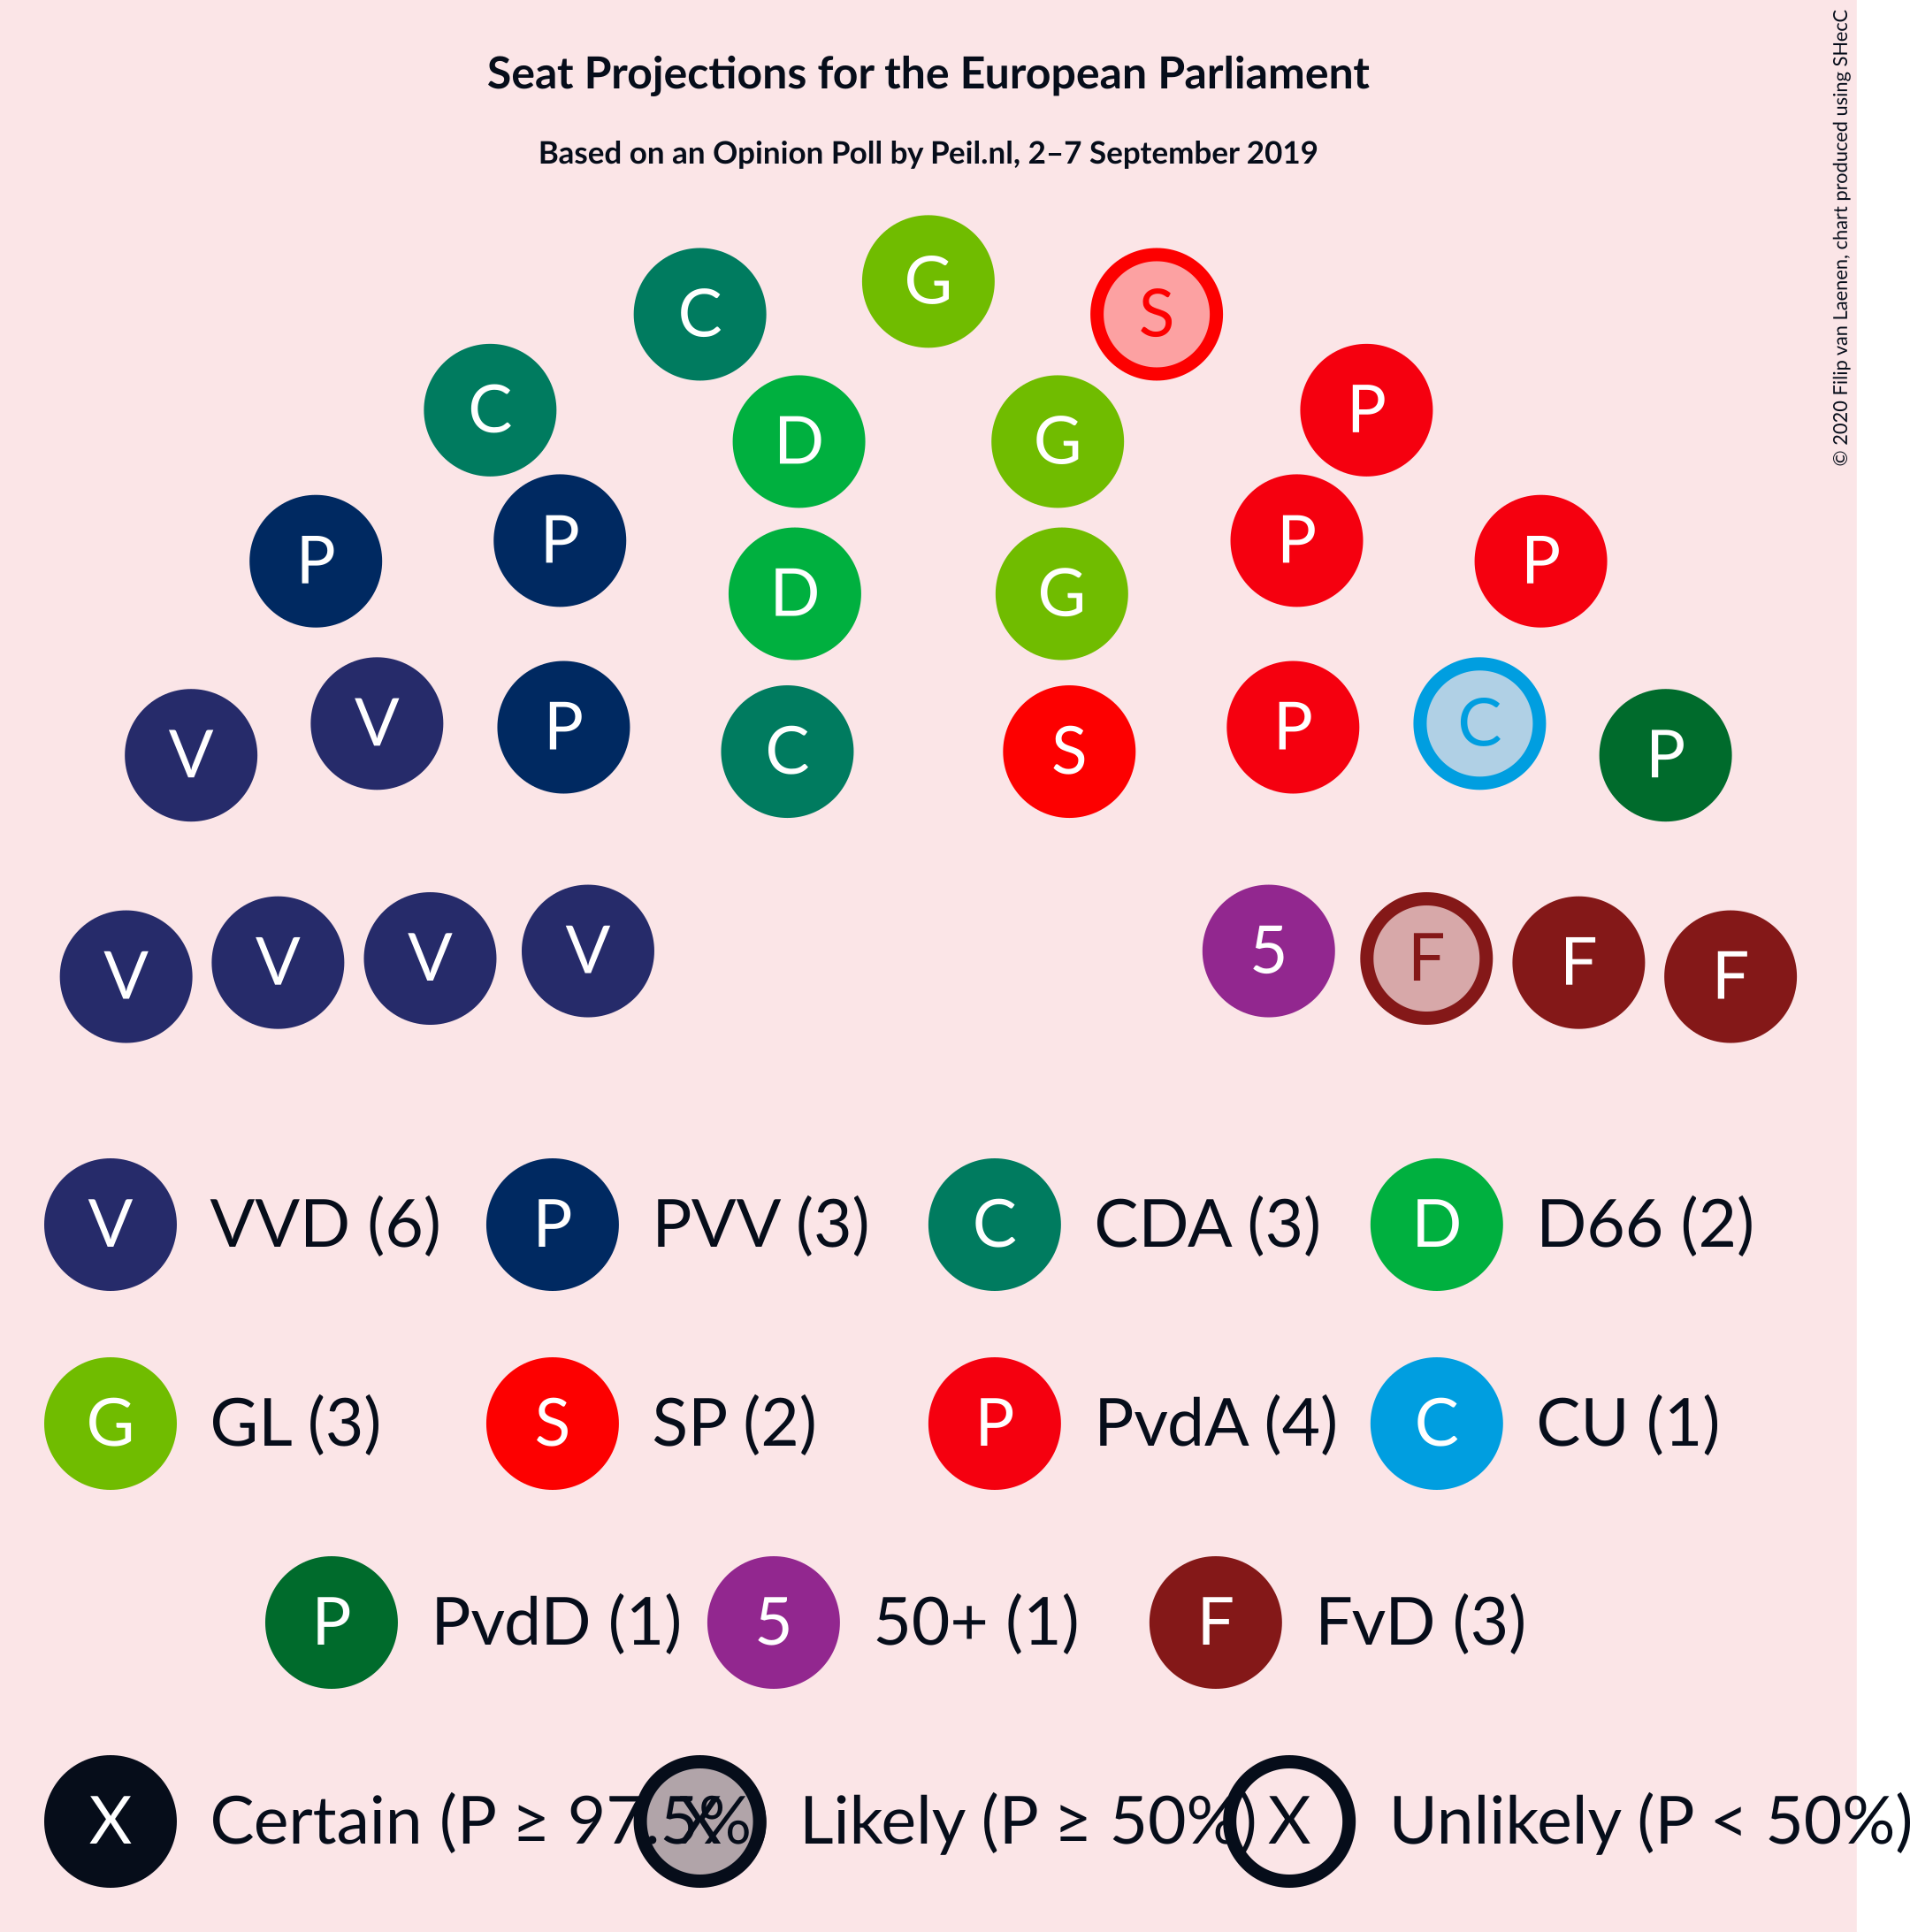 Seat Projections for the European Parliament
Based on an Opinion Poll by Peil.nl, 2–7 September 2019
© 2020 Filip van Laenen, chart produced using SHecC
G
C S
C P
D G
P P P P
D G
V V P C S P C P
V V V V 5 F F F
V VVD (6) P PVV (3) C CDA (3) D D66 (2)
G GL (3) S SP (2) P PvdA (4) C CU (1)
P PvdD (1) 5 50+ (1) F FvD (3)
X Certain (P ≥ 97.5% X Likely (P ≥ 50%) X Unlikely (P < 50%)